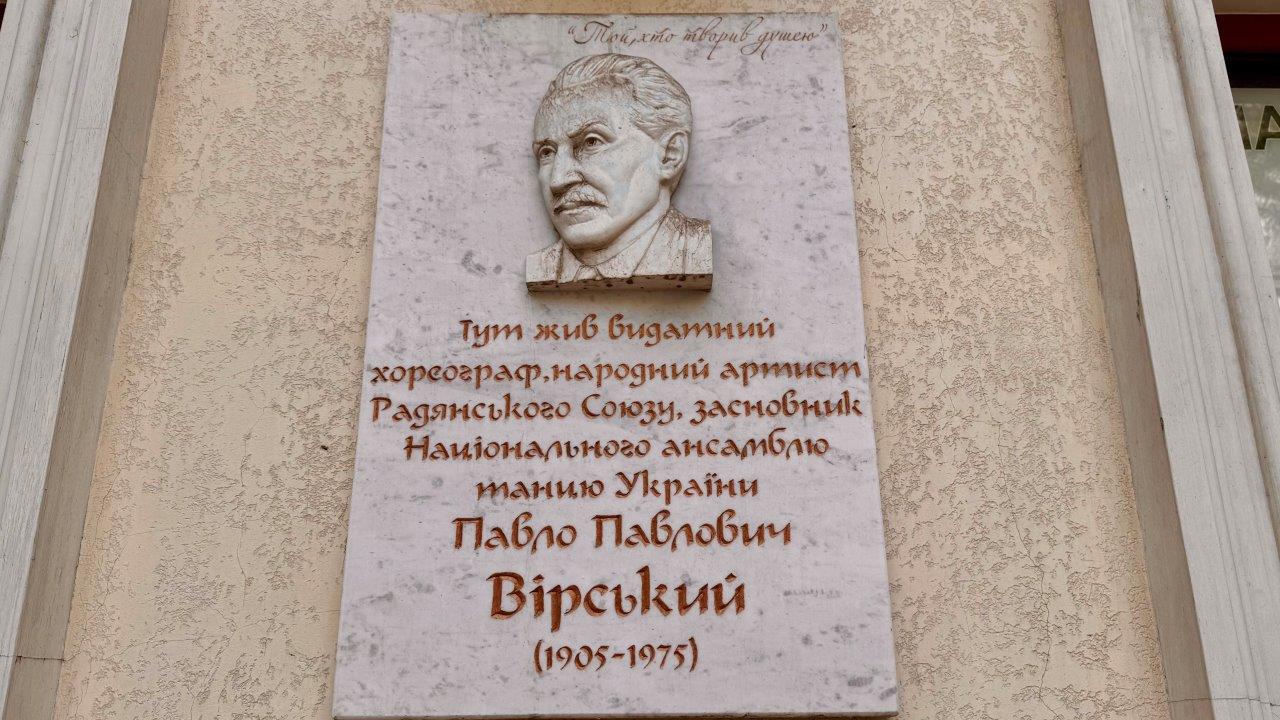 “Той, хто творив душею”
Тут жив видатний
хореограф, народний артист
Радянського Союзу, засновник
Національного ансамблю
танцю України
Павло Павлович
Вірський
(1905-1975)